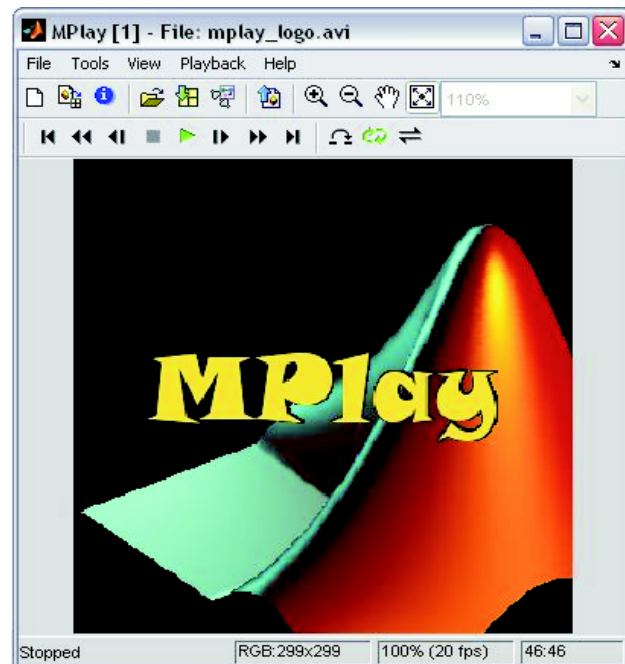 MPlay [1] - File: mplay_logo.avi
File Tools View Playback Help
110%
MPlay
Stopped RGB:299x299 100% (20 fps) 46:46